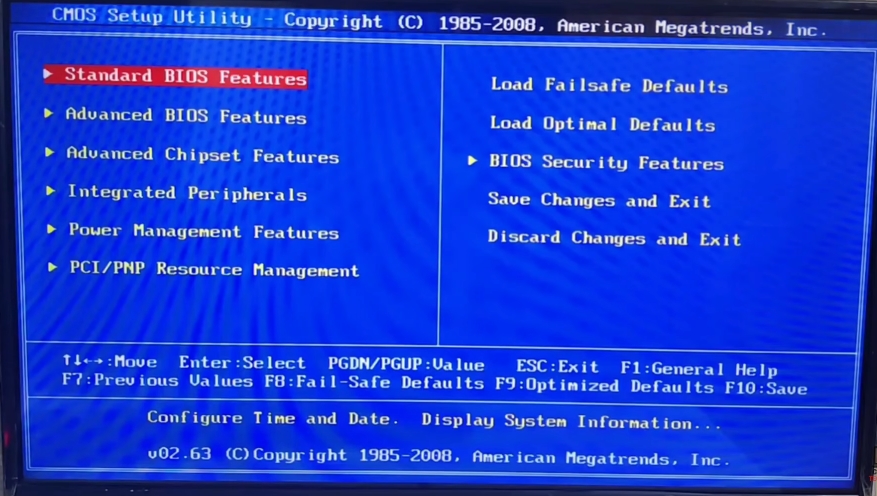 CMOS Setup Utility - Copyright (C) 1985-2008, American Megatrends, Inc.
Standard BIOS Features
Advanced BIOS Features
Advanced Chipset Features
Integrated Peripherals
Power Management Features
PCI/PNP Resource Management
Load Failsafe Defaults
Load Optimal Defaults
BIOS Security Features
Save Changes and Exit
Discard Changes and Exit
↑↓←→:Move Enter:Select PGDN/PGUP:Value ESC:Exit F1:General Help
F7:Previous Values F8:Fail-Safe Defaults F9:Optimized Defaults F10:Save
Configure Time and Date. Display System Information...
v02.63 (C)Copyright 1985-2008, American Megatrends, Inc.